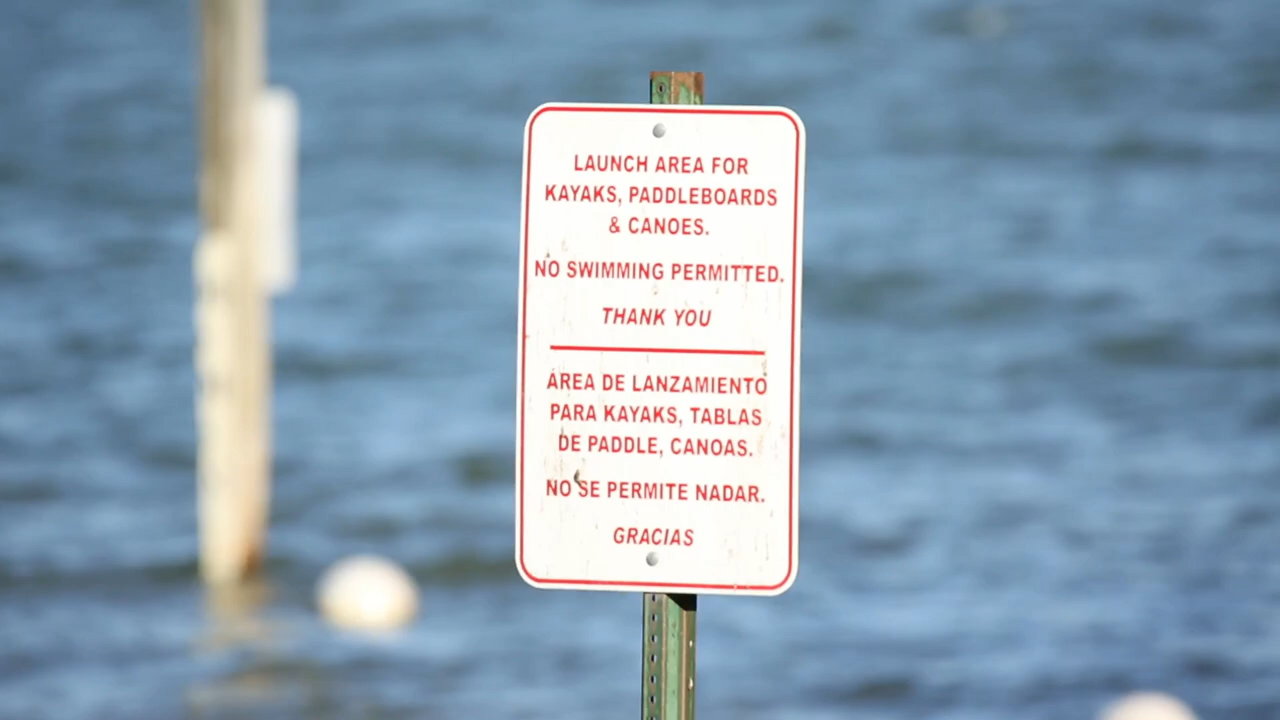 LAUNCH AREA FOR
KAYAKS, PADDLEBOARDS
& CANOES.
NO SWIMMING PERMITTED.
THANK YOU
ÁREA DE LANZAMIENTO
PARA KAYAKS, TABLAS
DE PADDLE, CANOAS.
NO SE PERMITE NADAR.
GRACIAS